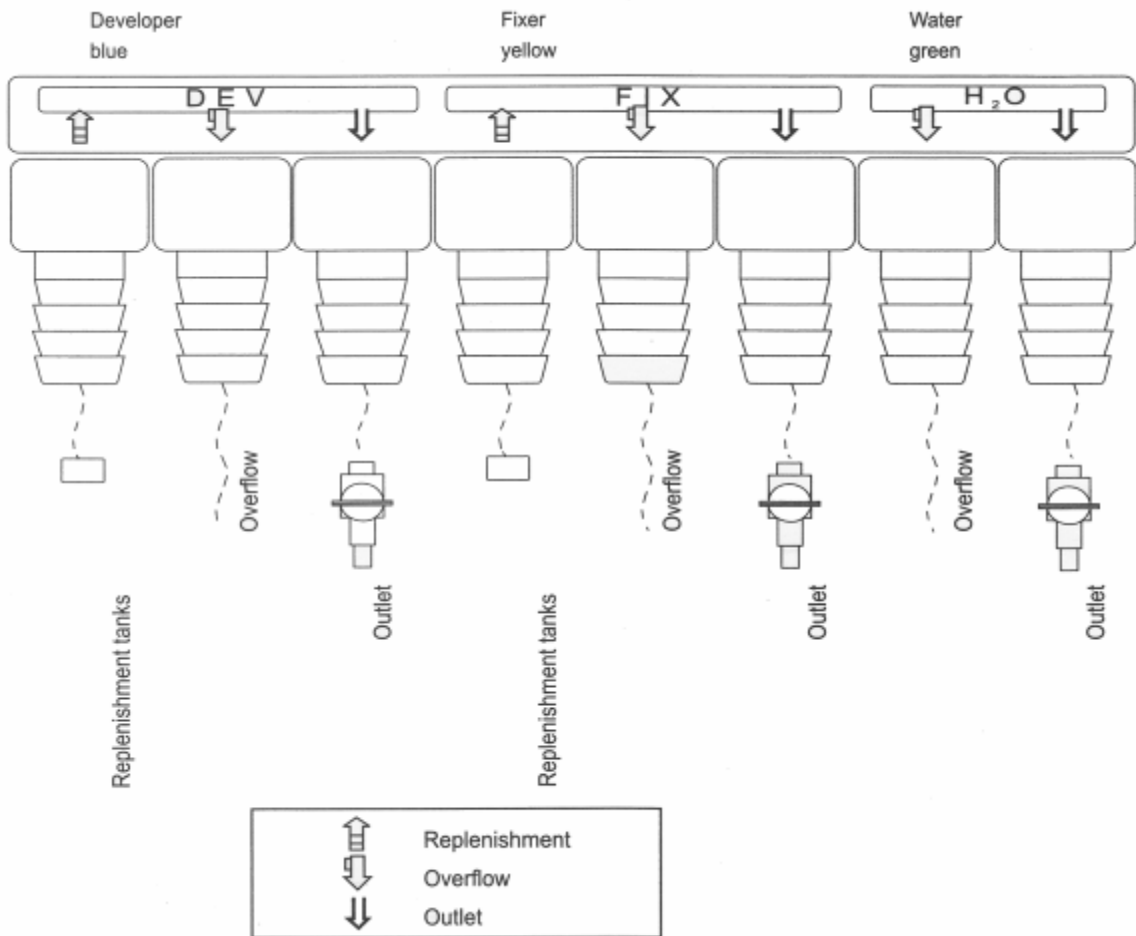 Developer
blue
Fixer
yellow
Water
green
DEV
FIX
H₂O
Overflow
Overflow
Overflow
Outlet
Outlet
Outlet
Replenishment tanks
Replenishment tanks
Replenishment
Overflow
Outlet